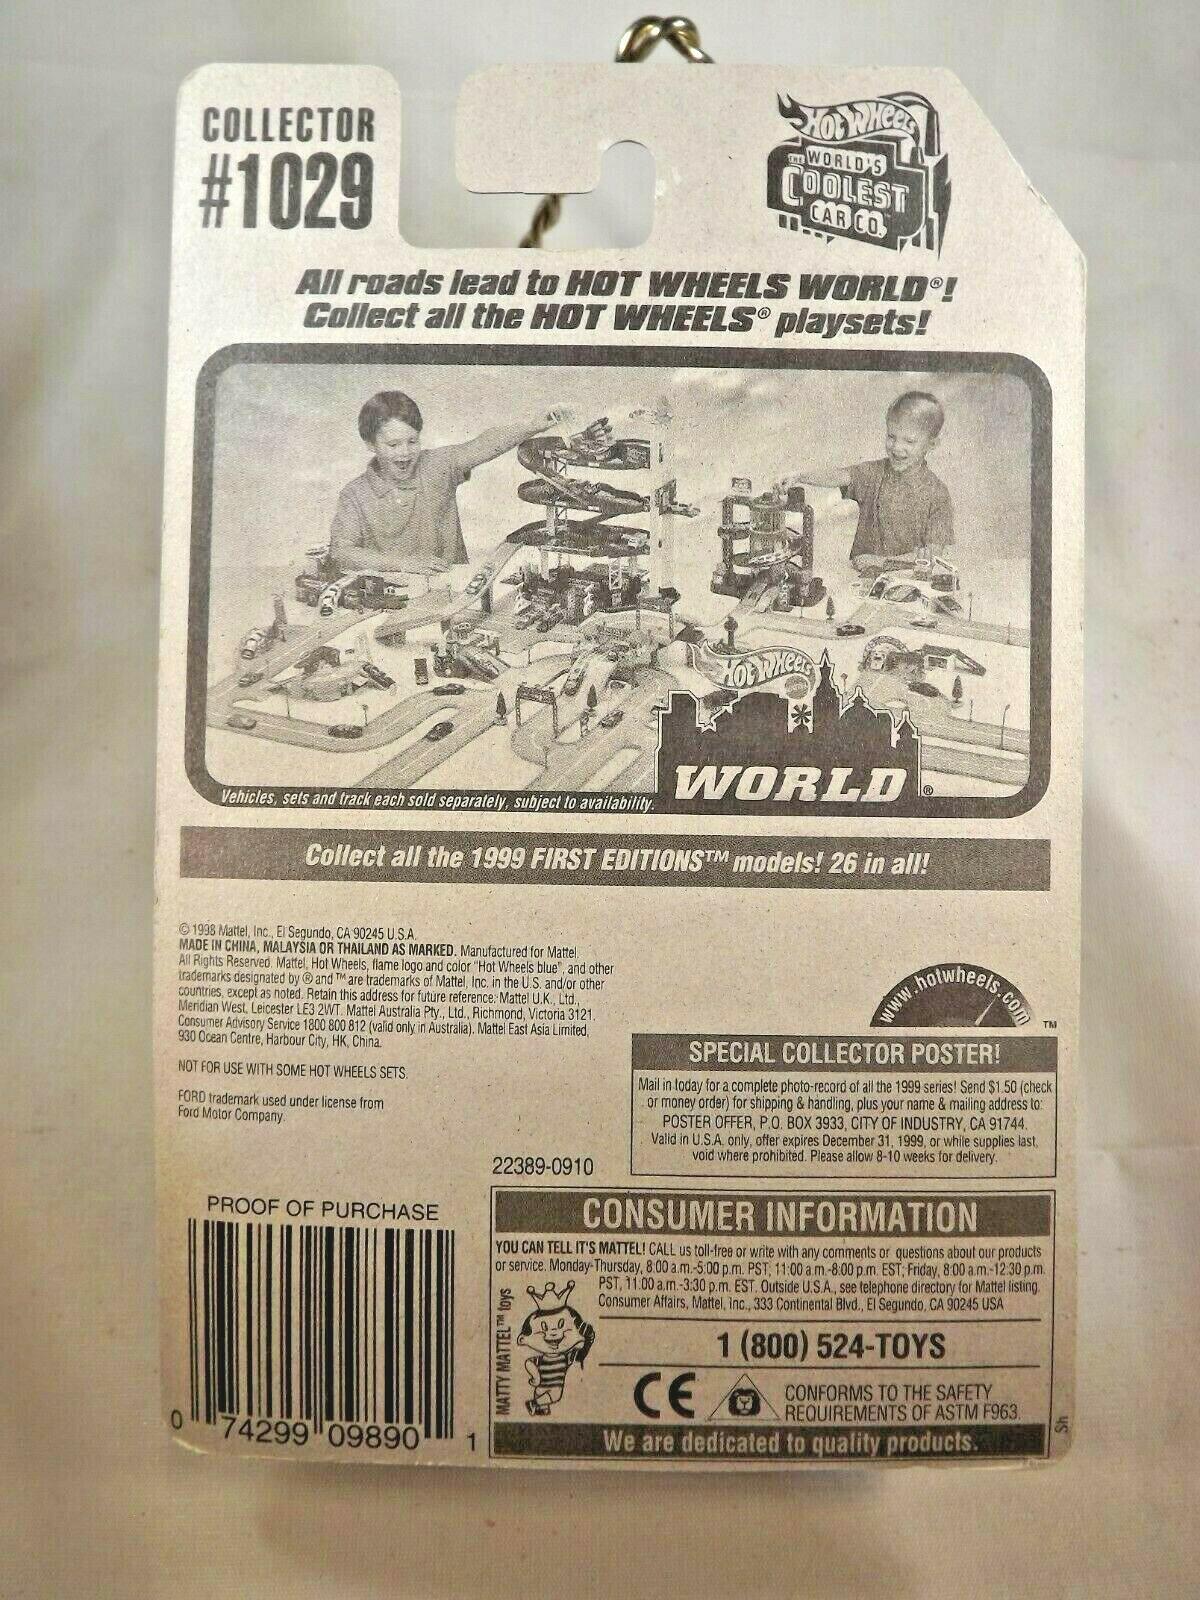 COLLECTOR
#1029
HOT WHEELS
THE WORLD'S
COOLEST
CAR CO.™
All roads lead to HOT WHEELS WORLD®!
Collect all the HOT WHEELS® playsets!
HOT WHEELS
WORLD®
Vehicles, sets and track each sold separately, subject to availability.
Collect all the 1999 FIRST EDITIONS™ models! 26 in all!
© 1998 Mattel, Inc., El Segundo, CA 90245 U.S.A.
MADE IN CHINA, MALAYSIA OR THAILAND AS MARKED. Manufactured for Mattel.
All Rights Reserved. Mattel, Hot Wheels, flame logo and color "Hot Wheels blue", and other
trademarks designated by ® and ™ are trademarks of Mattel, Inc. in the U.S. and/or other
countries, except as noted. Retain this address for future reference: Mattel U.K., Ltd.,
Meridian West, Leicester LE3 2WT. Mattel Australia Pty., Ltd., Richmond, Victoria 3121.
Consumer Advisory Service 1800 800 812 (valid only in Australia). Mattel East Asia Limited,
930 Ocean Centre, Harbour City, HK, China.
NOT FOR USE WITH SOME HOT WHEELS SETS.
FORD trademark used under license from
Ford Motor Company.
www.hotwheels.com
™
SPECIAL COLLECTOR POSTER!
Mail in today for a complete photo-record of all the 1999 series! Send $1.50 (check
or money order) for shipping & handling, plus your name & mailing address to:
POSTER OFFER, P.O. BOX 3933, CITY OF INDUSTRY, CA 91744.
Valid in U.S.A. only, offer expires December 31, 1999, or while supplies last,
void where prohibited. Please allow 8-10 weeks for delivery.
22389-0910
PROOF OF PURCHASE
0 74299 09890 1
CONSUMER INFORMATION
YOU CAN TELL IT'S MATTEL! CALL us toll-free or write with any comments or questions about our products
or service. Monday-Thursday, 8:00 a.m.-5:00 p.m. PST, 11:00 a.m.-8:00 p.m. EST; Friday, 8:00 a.m.-12:30 p.m.
PST, 11:00 a.m.-3:30 p.m. EST. Outside U.S.A., see telephone directory for Mattel listing.
Consumer Affairs, Mattel, Inc., 333 Continental Blvd., El Segundo, CA 90245 USA
MATTY MATTEL™ toys
1 (800) 524-TOYS
CE
CONFORMS TO THE SAFETY
REQUIREMENTS OF ASTM F963.
We are dedicated to quality products.
Sh